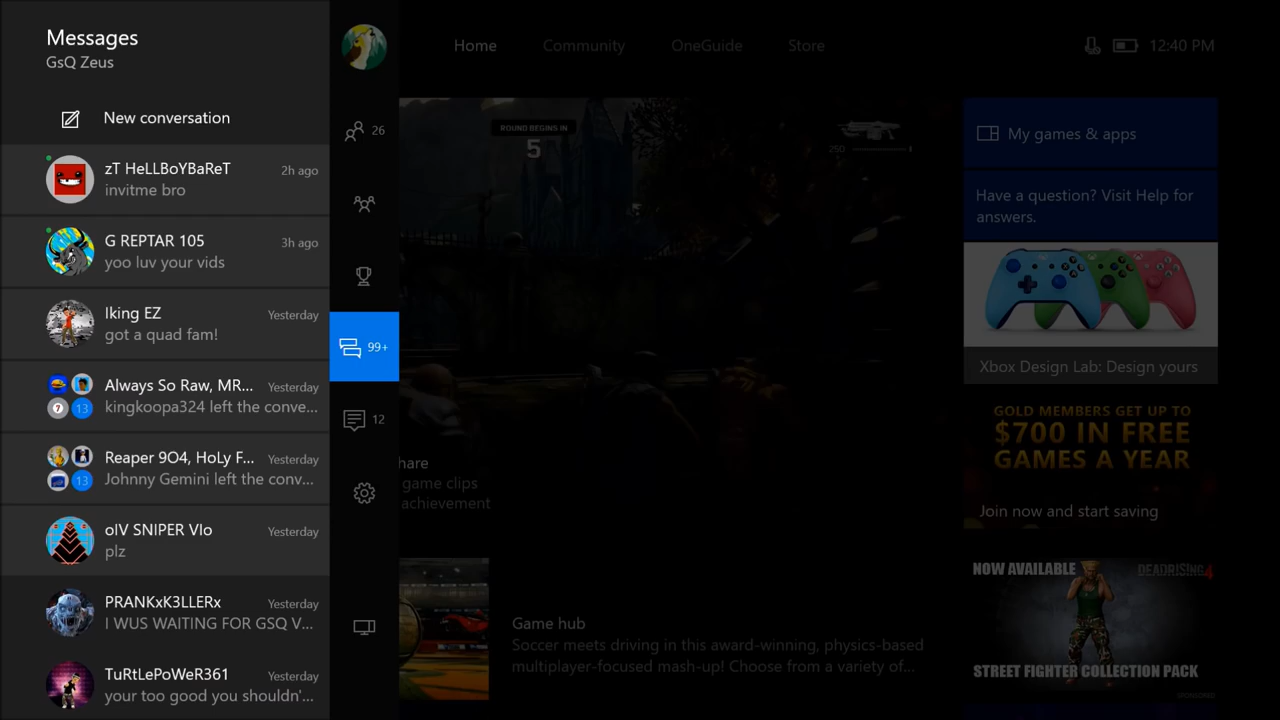 Messages
GsQ Zeus
New conversation
zT HeLLBoYBaReT
2h ago
invitme bro
G REPTAR 105
3h ago
yoo luv your vids
Iking EZ
Yesterday
got a quad fam!
Always So Raw, MR...
Yesterday
kingkoopa324 left the conve...
7
13
Reaper 9O4, HoLy F...
Yesterday
Johnny Gemini left the conv...
13
oIV SNIPER VIo
Yesterday
plz
PRANKxK3LLERx
Yesterday
I WUS WAITING FOR GSQ V...
TuRtLePoWeR361
Yesterday
your too good you shouldn'...
26
99+
12
Home
Community
OneGuide
Store
12:40 PM
ROUND BEGINS IN
5
250
hare
game clips
achievement
Game hub
Soccer meets driving in this award-winning, physics-based
multiplayer-focused mash-up! Choose from a variety of...
My games & apps
Have a question? Visit Help for
answers.
Xbox Design Lab: Design yours
GOLD MEMBERS GET UP TO
$700 IN FREE
GAMES A YEAR
Join now and start saving
NOW AVAILABLE
DEADRISING 4
STREET FIGHTER COLLECTION PACK